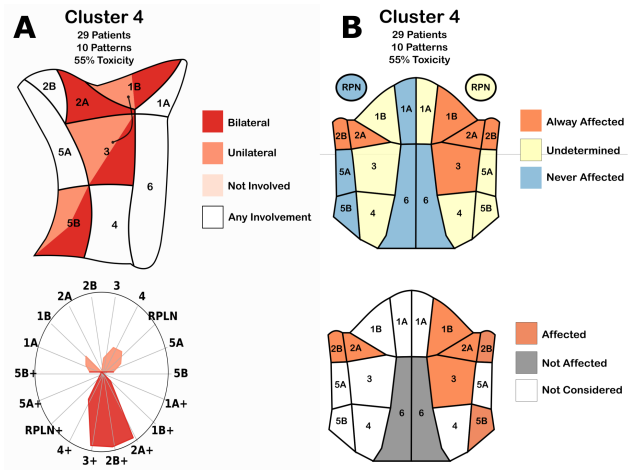 A
Cluster 4
29 Patients
10 Patterns
55% Toxicity
2B
1B
2A
1A
3
5A
6
5B
4
Bilateral
Unilateral
Not Involved
Any Involvement
2B
3
2A
4
1B
RPLN
1A
5A
5B+
5B
5A+
1A+
RPLN+
1B+
4+
2A+
3+
2B+
B
Cluster 4
29 Patients
10 Patterns
55% Toxicity
RPN
RPN
1B
1A
1A
1B
2B
2A
2A
2B
5A
3
3
5A
5B
4
6
6
4
5B
Alway Affected
Undetermined
Never Affected
1B
1A
1A
1B
2B
2A
2A
2B
5A
3
3
5A
5B
4
6
6
4
5B
Affected
Not Affected
Not Considered